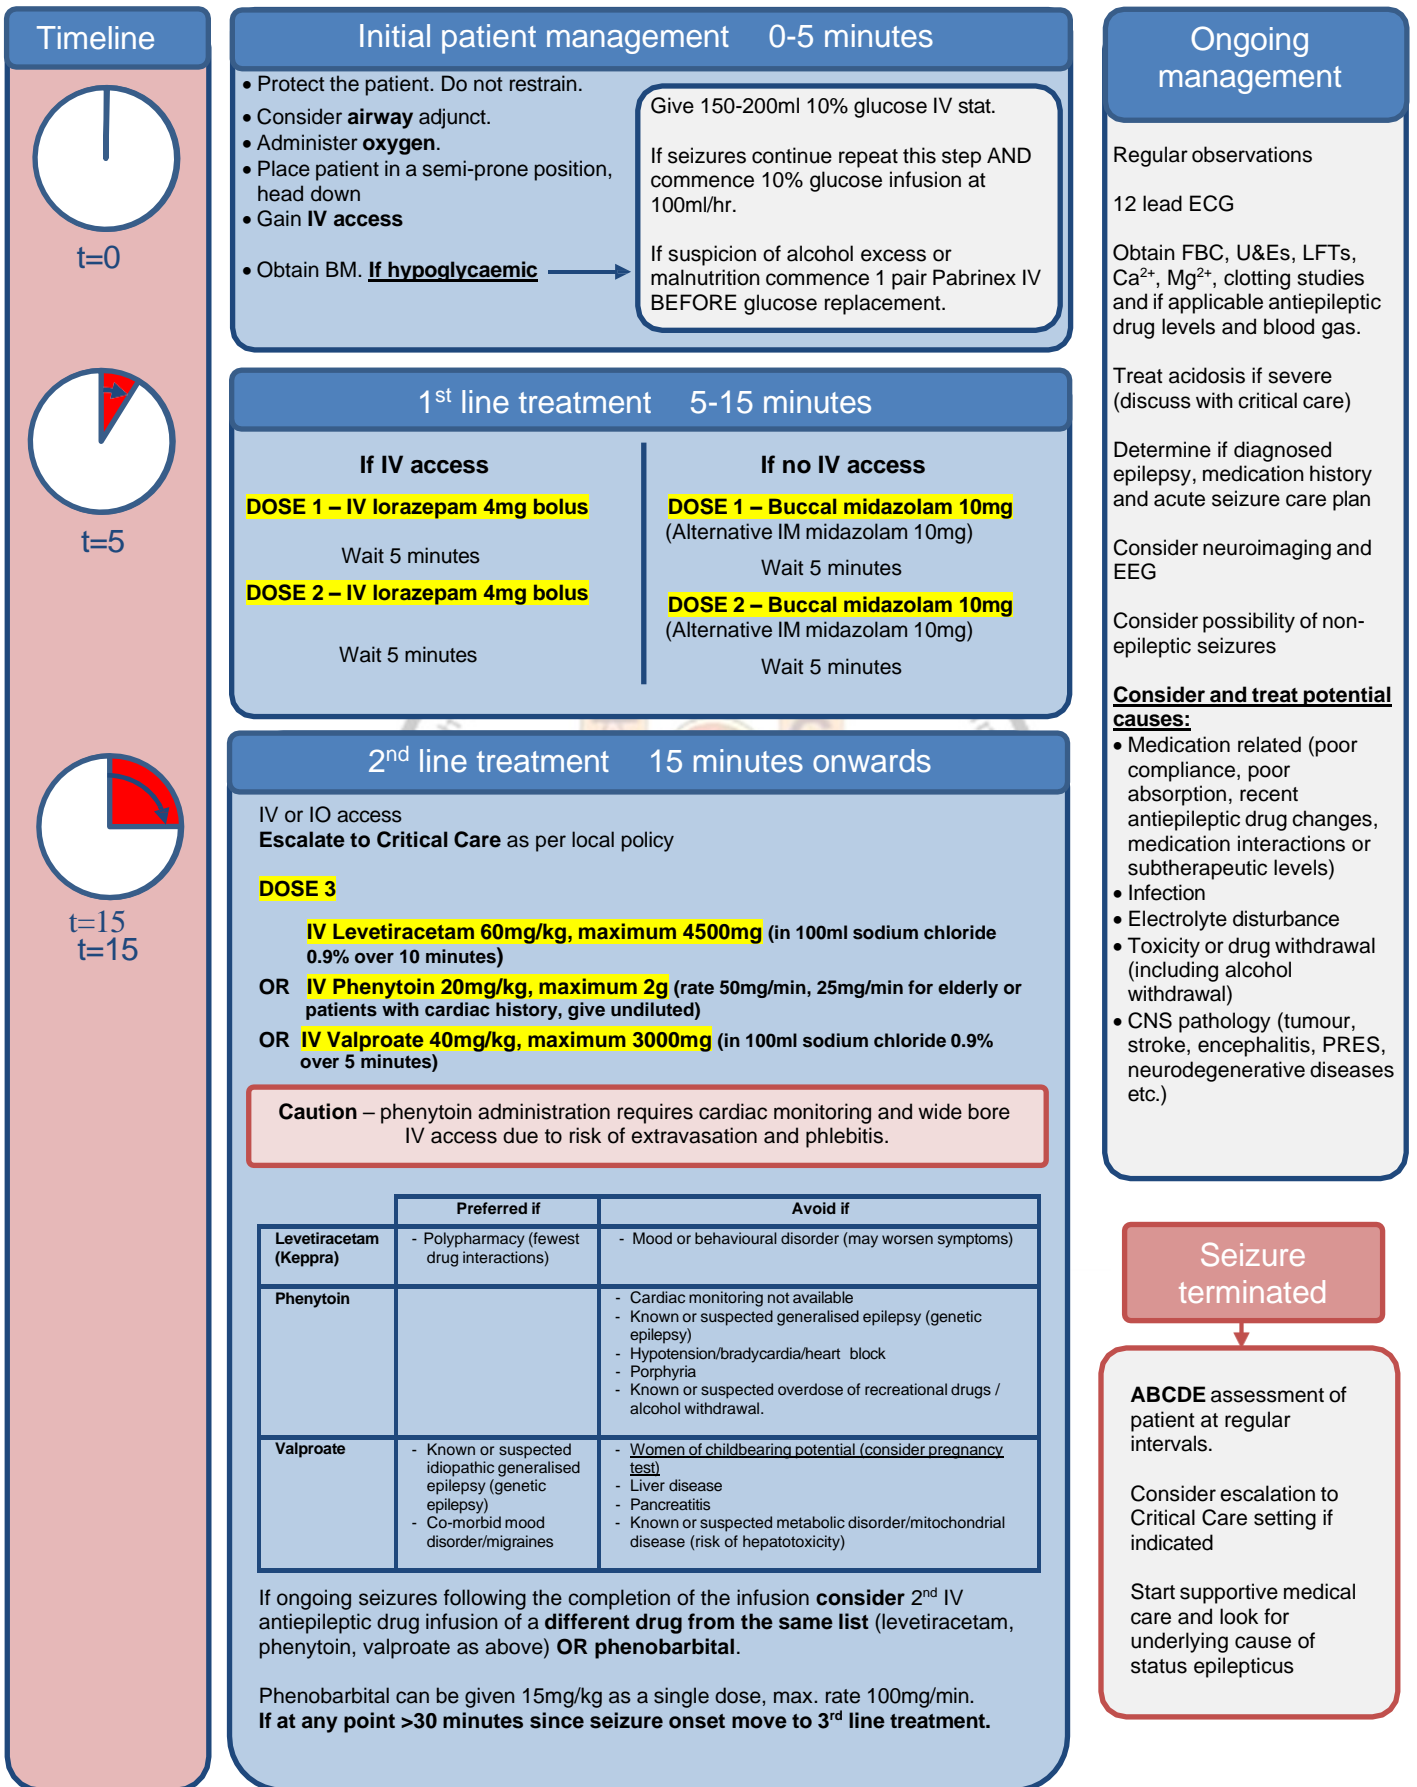 Timeline
t=0
t=5
t=15
t=15
Initial patient management 0-5 minutes
• Protect the patient. Do not restrain.
• Consider airway adjunct.
• Administer oxygen.
• Place patient in a semi-prone position,
head down
• Gain IV access
• Obtain BM. If hypoglycaemic
Give 150-200ml 10% glucose IV stat.
If seizures continue repeat this step AND
commence 10% glucose infusion at
100ml/hr.
If suspicion of alcohol excess or
malnutrition commence 1 pair Pabrinex IV
BEFORE glucose replacement.
1st line treatment 5-15 minutes
If IV access
DOSE 1 – IV lorazepam 4mg bolus
Wait 5 minutes
DOSE 2 – IV lorazepam 4mg bolus
Wait 5 minutes
If no IV access
DOSE 1 – Buccal midazolam 10mg
(Alternative IM midazolam 10mg)
Wait 5 minutes
DOSE 2 – Buccal midazolam 10mg
(Alternative IM midazolam 10mg)
Wait 5 minutes
2nd line treatment 15 minutes onwards
IV or IO access
Escalate to Critical Care as per local policy
DOSE 3
IV Levetiracetam 60mg/kg, maximum 4500mg (in 100ml sodium chloride
0.9% over 10 minutes)
OR IV Phenytoin 20mg/kg, maximum 2g (rate 50mg/min, 25mg/min for elderly or
patients with cardiac history, give undiluted)
OR IV Valproate 40mg/kg, maximum 3000mg (in 100ml sodium chloride 0.9%
over 5 minutes)
Caution – phenytoin administration requires cardiac monitoring and wide bore
IV access due to risk of extravasation and phlebitis.
Preferred if
Avoid if
Levetiracetam
(Keppra)
- Polypharmacy (fewest
drug interactions)
- Mood or behavioural disorder (may worsen symptoms)
Phenytoin
- Cardiac monitoring not available
- Known or suspected generalised epilepsy (genetic
epilepsy)
- Hypotension/bradycardia/heart block
- Porphyria
- Known or suspected overdose of recreational drugs /
alcohol withdrawal.
Valproate
- Known or suspected
idiopathic generalised
epilepsy (genetic
epilepsy)
- Co-morbid mood
disorder/migraines
- Women of childbearing potential (consider pregnancy
test)
- Liver disease
- Pancreatitis
- Known or suspected metabolic disorder/mitochondrial
disease (risk of hepatotoxicity)
If ongoing seizures following the completion of the infusion consider 2nd IV
antiepileptic drug infusion of a different drug from the same list (levetiracetam,
phenytoin, valproate as above) OR phenobarbital.
Phenobarbital can be given 15mg/kg as a single dose, max. rate 100mg/min.
If at any point >30 minutes since seizure onset move to 3rd line treatment.
Ongoing
management
Regular observations
12 lead ECG
Obtain FBC, U&Es, LFTs,
Ca2+, Mg2+, clotting studies
and if applicable antiepileptic
drug levels and blood gas.
Treat acidosis if severe
(discuss with critical care)
Determine if diagnosed
epilepsy, medication history
and acute seizure care plan
Consider neuroimaging and
EEG
Consider possibility of non-
epileptic seizures
Consider and treat potential
causes:
• Medication related (poor
compliance, poor
absorption, recent
antiepileptic drug changes,
medication interactions or
subtherapeutic levels)
• Infection
• Electrolyte disturbance
• Toxicity or drug withdrawal
(including alcohol
withdrawal)
• CNS pathology (tumour,
stroke, encephalitis, PRES,
neurodegenerative diseases
etc.)
Seizure
terminated
ABCDE assessment of
patient at regular
intervals.
Consider escalation to
Critical Care setting if
indicated
Start supportive medical
care and look for
underlying cause of
status epilepticus